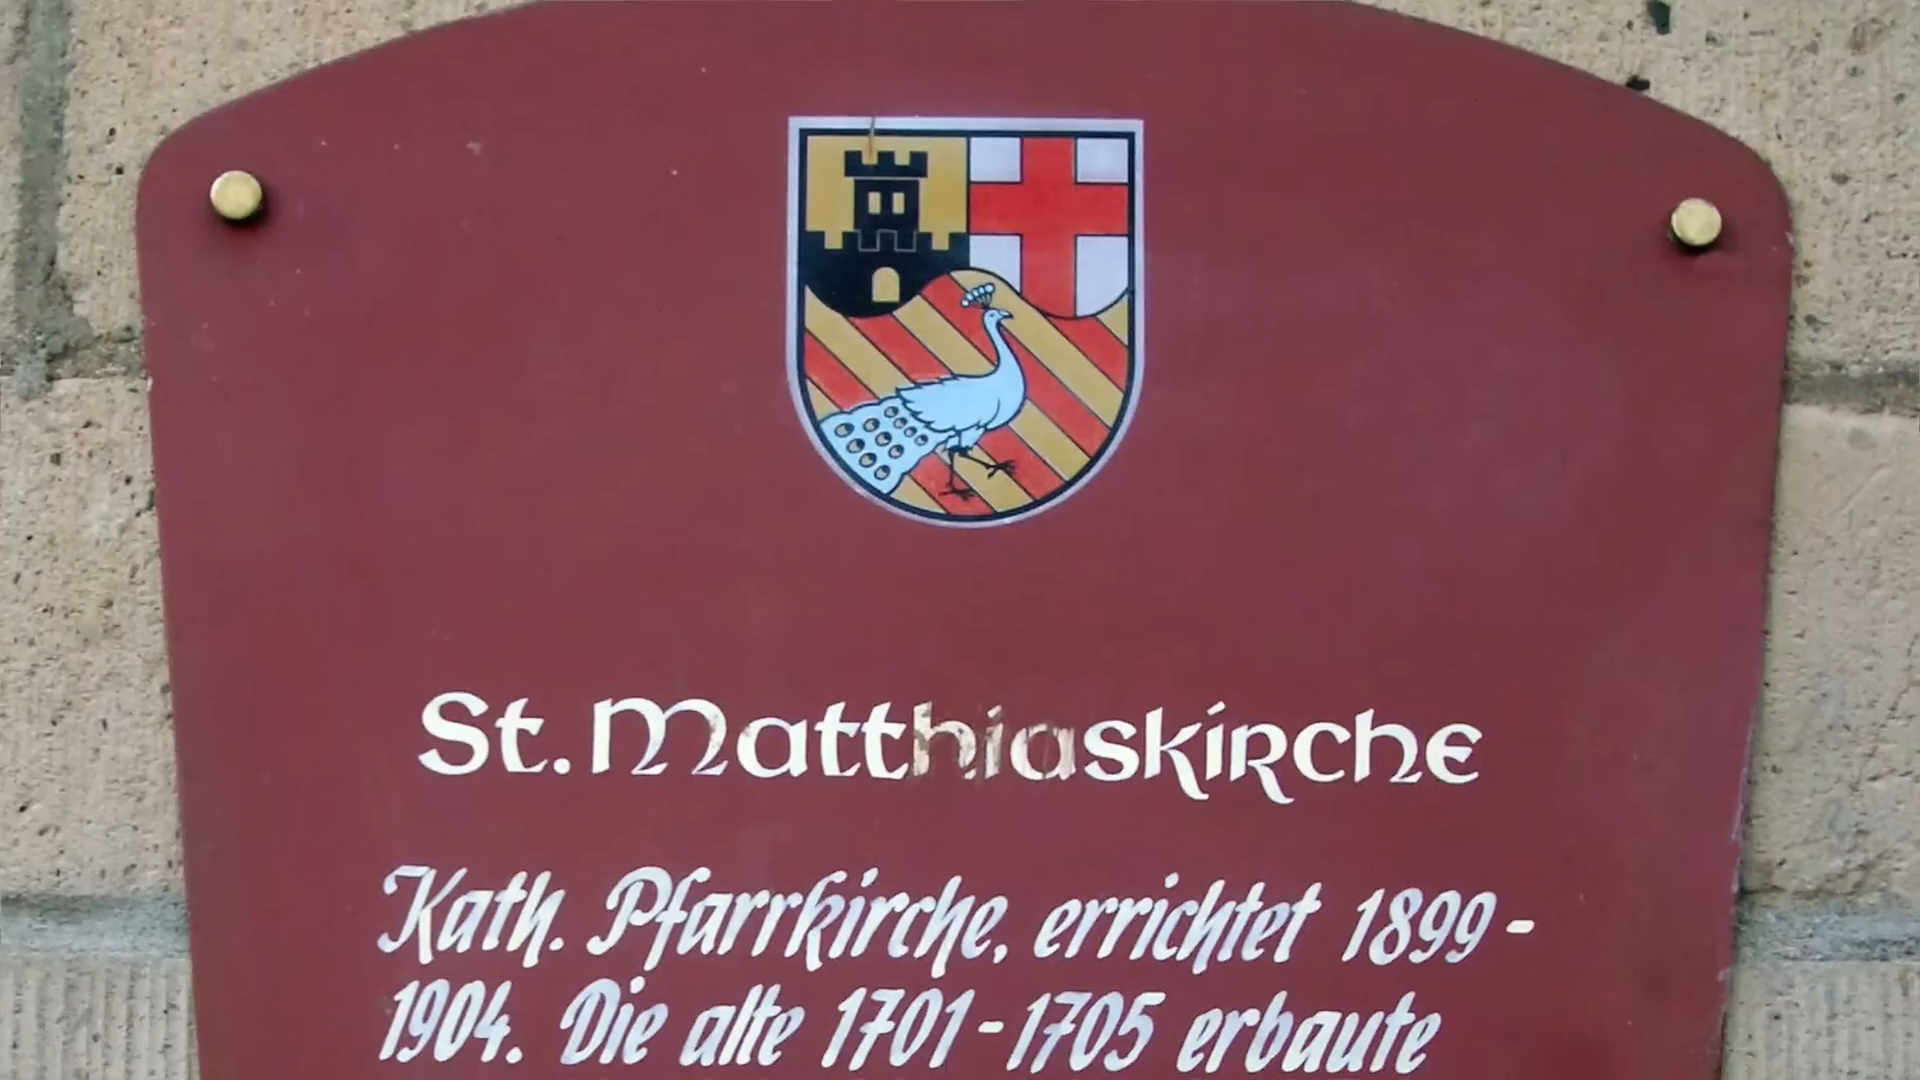 St. Matthiaskirche
Kath. Pfarrkirche, errichtet 1899 -
1904. Die alte 1701 - 1705 erbaute